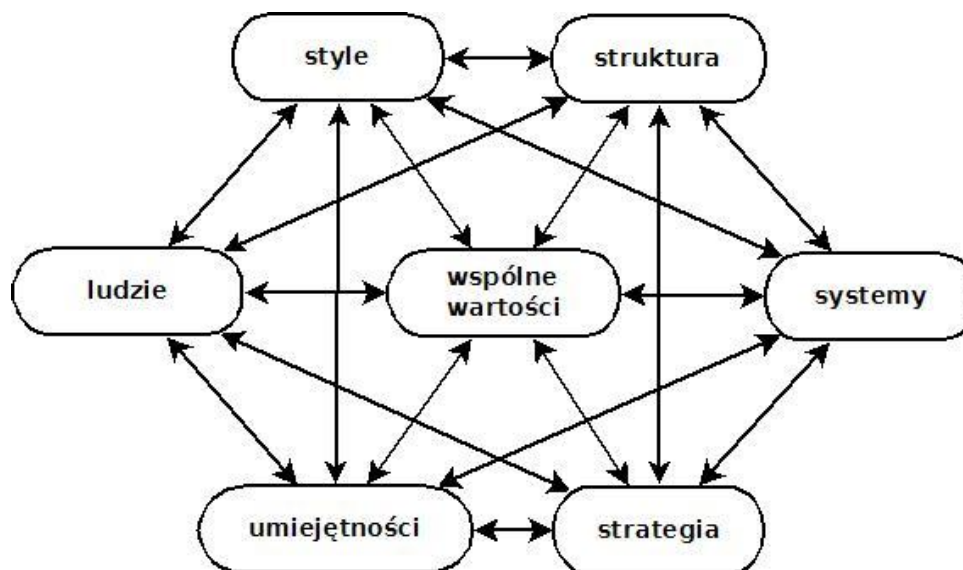 style
struktura
ludzie
wspólne
wartości
systemy
umiejętności
strategia